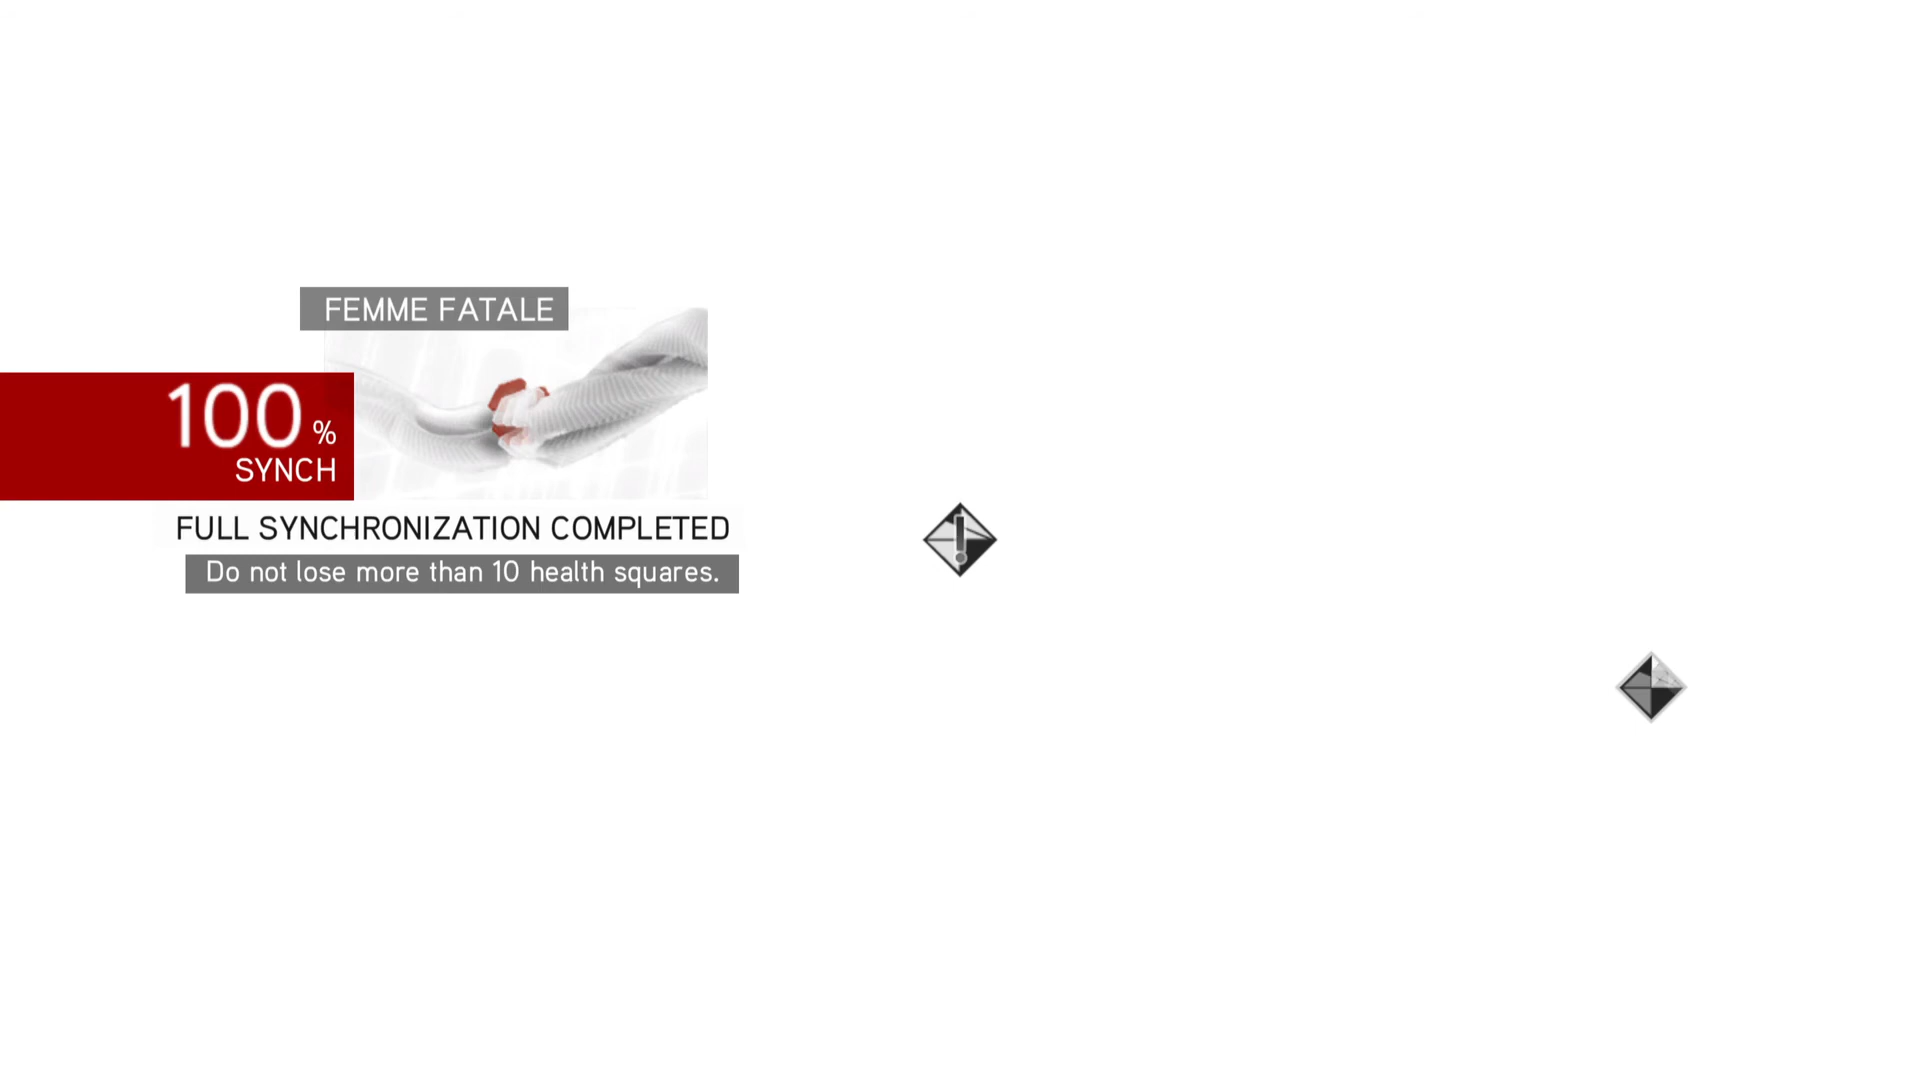 FEMME FATALE
100 %
SYNCH
FULL SYNCHRONIZATION COMPLETED
Do not lose more than 10 health squares.